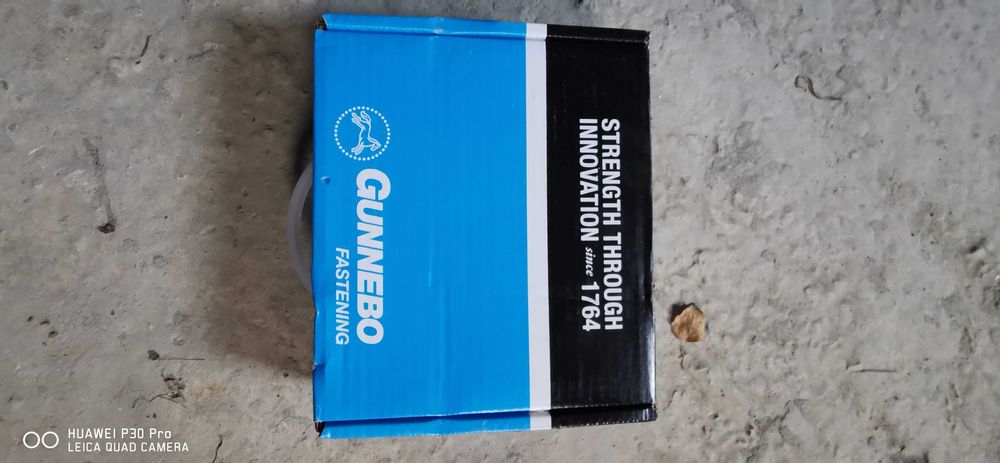 GUNNEBO
FASTENING
STRENGTH THROUGH
INNOVATION since 1764
HUAWEI P30 Pro
LEICA QUAD CAMERA